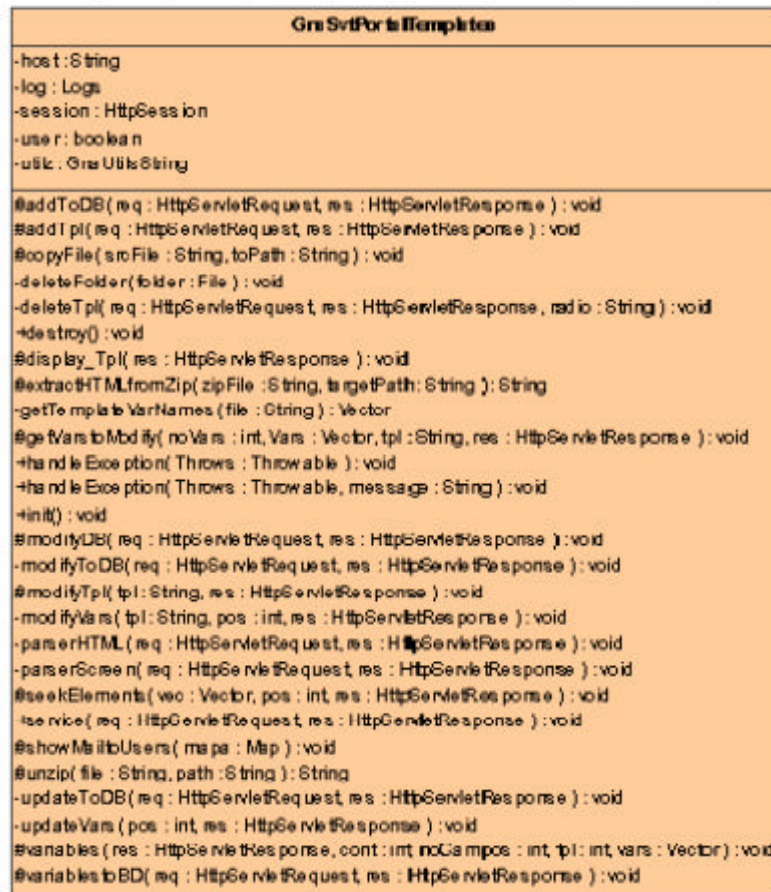 GnsSvtPortalTemplates
-host : String
-log : Logs
-session : HttpSession
-user : boolean
-utils : GnsUtilsString
#addToDB( req : HttpServletRequest, res : HttpServletResponse ) : void
#addTpl( req : HttpServletRequest, res : HttpServletResponse ) : void
#copyFile( srcFile : String, toPath : String ) : void
-deleteFolder( folder : File ) : void
-deleteTpl( req : HttpServletRequest, res : HttpServletResponse, radio : String ) : void
+destroy() : void
#display_Tpl( res : HttpServletResponse ) : void
#extractHTMLfromZip( zipFile : String, targetPath : String ) : String
-getTemplateVarNames( file : String ) : Vector
#getVarstoModify( noVars : int, Vars : Vector, tpl : String, res : HttpServletResponse ) : void
+handleException( Throws : Throwable ) : void
+handleException( Throws : Throwable, message : String ) : void
+init() : void
#modifyDB( req : HttpServletRequest, res : HttpServletResponse ) : void
-modifyToDB( req : HttpServletRequest, res : HttpServletResponse ) : void
#modifyTpl( tpl : String, res : HttpServletResponse ) : void
-modifyVars( tpl : String, pos : int, res : HttpServletResponse ) : void
-parserHTML( req : HttpServletRequest, res : HttpServletResponse ) : void
-parserScreen( req : HttpServletRequest, res : HttpServletResponse ) : void
#seekElements( vec : Vector, pos : int, res : HttpServletResponse ) : void
+service( req : HttpServletRequest, res : HttpServletResponse ) : void
#showMailtoUsers( mapa : Map ) : void
#unzip( file : String, path : String ) : String
-updateToDB( req : HttpServletRequest, res : HttpServletResponse ) : void
-updateVars( pos : int, res : HttpServletResponse ) : void
#variables( res : HttpServletResponse, cont : int, noCampos : int, tpl : int, vars : Vector ) : void
#variablestoBD( req : HttpServletRequest, res : HttpServletResponse ) : void